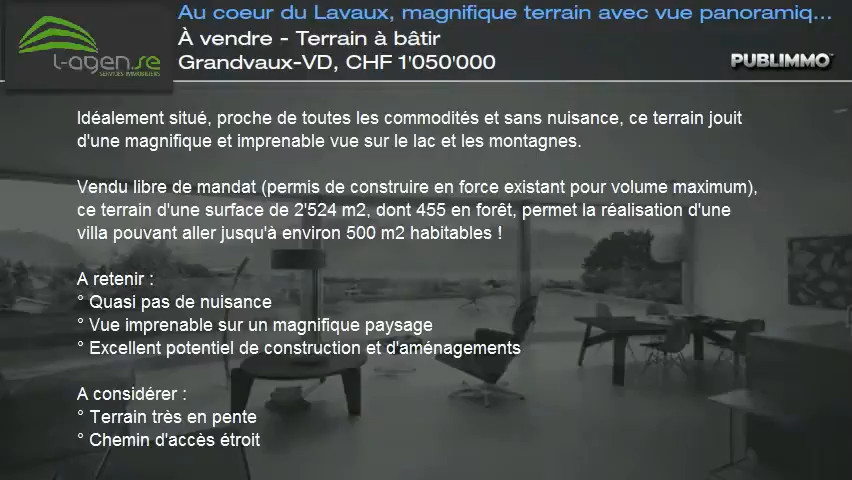 Au coeur du Lavaux, magnifique terrain avec vue panoramiq...
l-agen.se
SERVICES IMMOBILIERS
À vendre - Terrain à bâtir
Grandvaux-VD, CHF 1'050'000
PUBLIMMO
Idéalement situé, proche de toutes les commodités et sans nuisance, ce terrain jouit
d'une magnifique et imprenable vue sur le lac et les montagnes.
Vendu libre de mandat (permis de construire en force existant pour volume maximum),
ce terrain d'une surface de 2'524 m2, dont 455 en forêt, permet la réalisation d'une
villa pouvant aller jusqu'à environ 500 m2 habitables !
A retenir :
° Quasi pas de nuisance
° Vue imprenable sur un magnifique paysage
° Excellent potentiel de construction et d'aménagements
A considérer :
° Terrain très en pente
° Chemin d'accès étroit